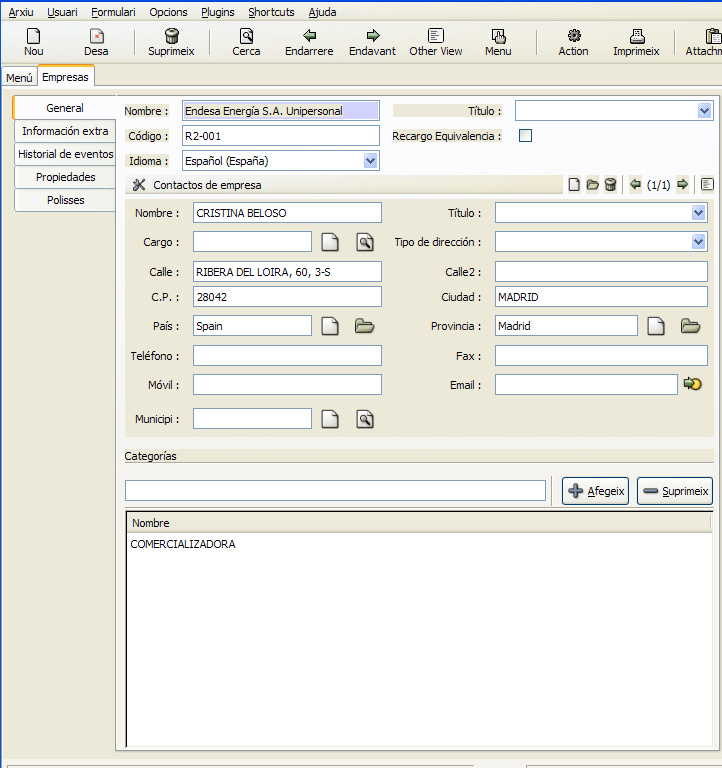 Arxiu Usuari Formulari Opcions Plugins Shortcuts Ajuda
Nou Desa Suprimeix Cerca Endarrere Endavant Other View Menu Action Imprimeix Attachm
Menú Empresas
General
Información extra
Historial de eventos
Propiedades
Polisses
Nombre : Endesa Energía S.A. Unipersonal Título :
Código : R2-001 Recargo Equivalencia :
Idioma : Español (España)
Contactos de empresa (1/1)
Nombre : CRISTINA BELOSO Título :
Cargo : Tipo de dirección :
Calle : RIBERA DEL LOIRA, 60, 3-S Calle2 :
C.P. : 28042 Ciudad : MADRID
País : Spain Provincia : Madrid
Teléfono : Fax :
Móvil : Email :
Municipi :
Categorías
Afegeix Suprimeix
Nombre
COMERCIALIZADORA